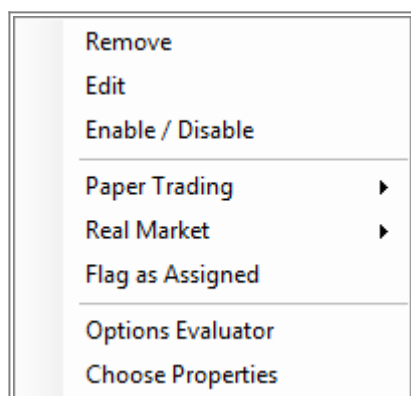 Remove
Edit
Enable / Disable
Paper Trading
Real Market
Flag as Assigned
Options Evaluator
Choose Properties